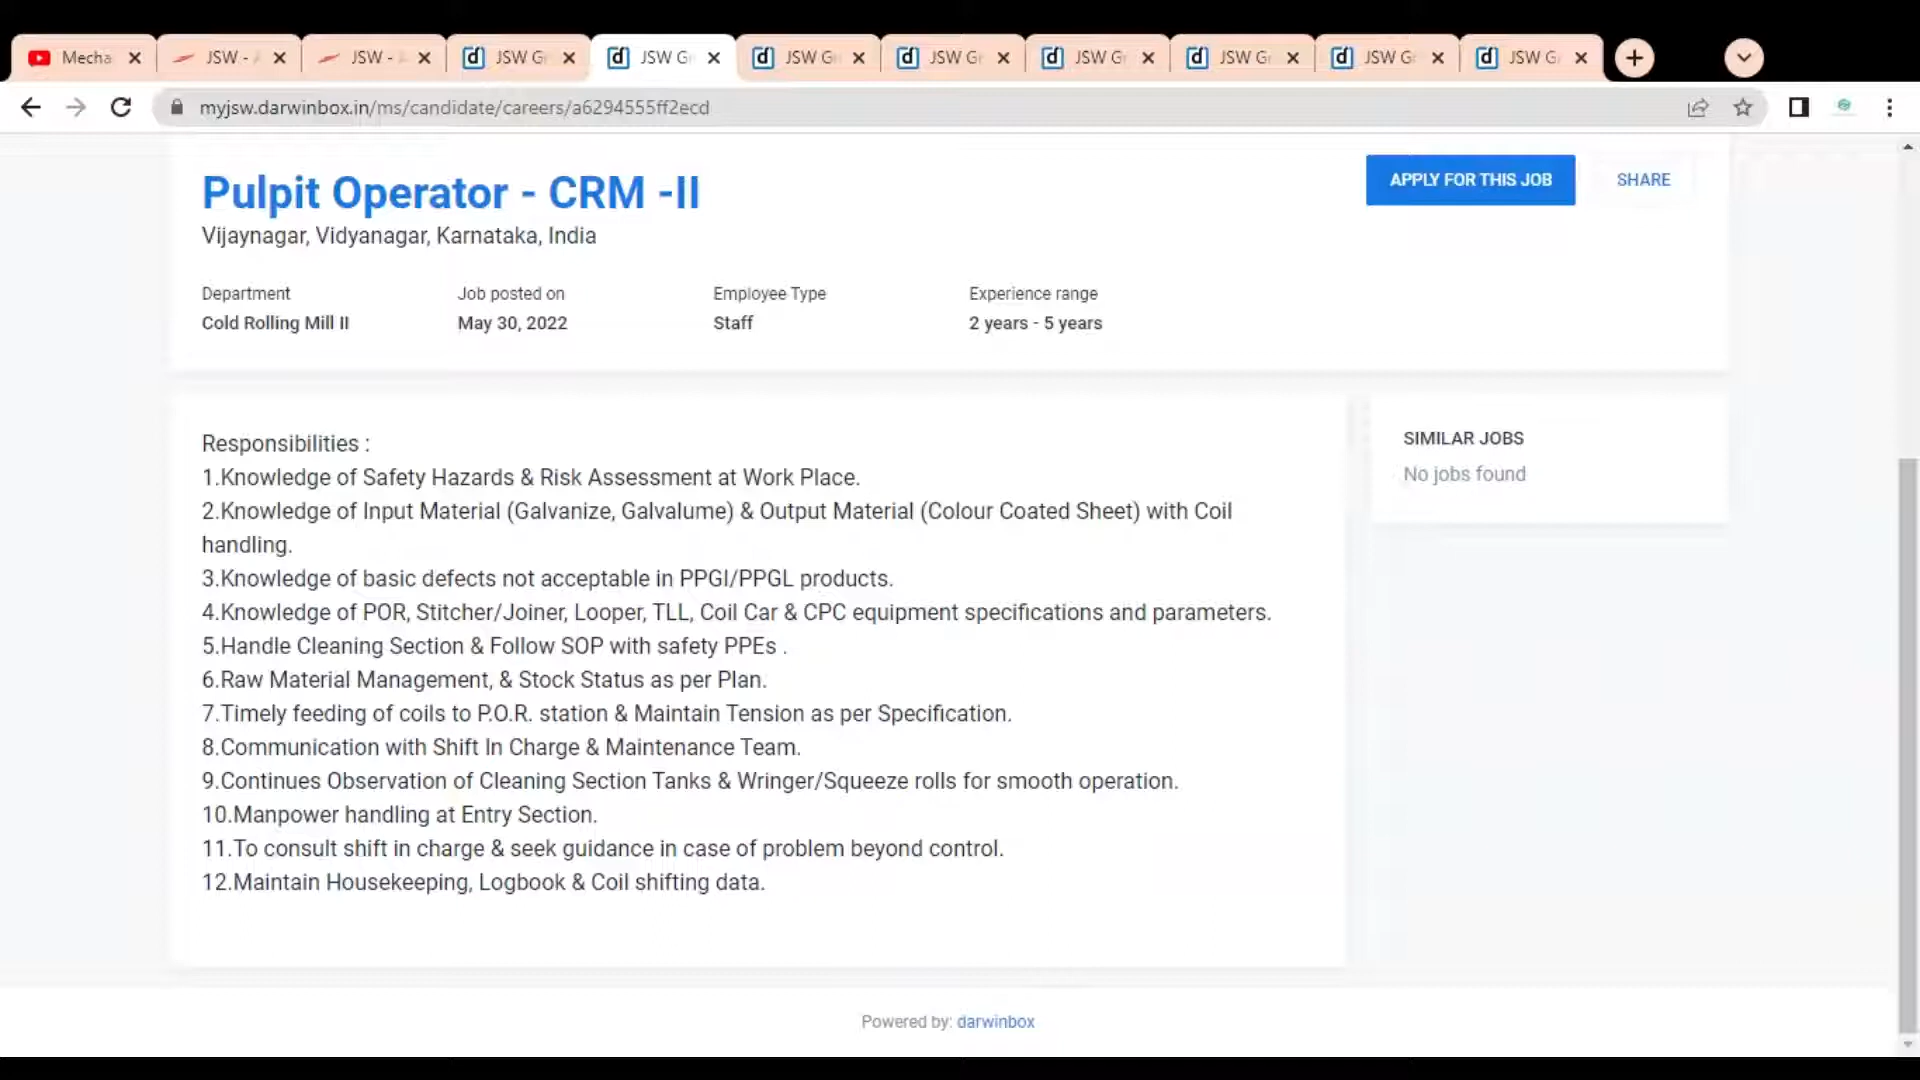 Mecha
JSW -
JSW -
JSW G
JSW G
JSW G
JSW G
JSW G
JSW G
JSW G
JSW G
myjsw.darwinbox.in/ms/candidate/careers/a6294555ff2ecd
Pulpit Operator - CRM -II
APPLY FOR THIS JOB
SHARE
Vijaynagar, Vidyanagar, Karnataka, India
Department
Job posted on
Employee Type
Experience range
Cold Rolling Mill II
May 30, 2022
Staff
2 years - 5 years
Responsibilities :
1.Knowledge of Safety Hazards & Risk Assessment at Work Place.
2.Knowledge of Input Material (Galvanize, Galvalume) & Output Material (Colour Coated Sheet) with Coil
handling.
3.Knowledge of basic defects not acceptable in PPGI/PPGL products.
4.Knowledge of POR, Stitcher/Joiner, Looper, TLL, Coil Car & CPC equipment specifications and parameters.
5.Handle Cleaning Section & Follow SOP with safety PPEs .
6.Raw Material Management, & Stock Status as per Plan.
7.Timely feeding of coils to P.O.R. station & Maintain Tension as per Specification.
8.Communication with Shift In Charge & Maintenance Team.
9.Continues Observation of Cleaning Section Tanks & Wringer/Squeeze rolls for smooth operation.
10.Manpower handling at Entry Section.
11.To consult shift in charge & seek guidance in case of problem beyond control.
12.Maintain Housekeeping, Logbook & Coil shifting data.
SIMILAR JOBS
No jobs found
Powered by: darwinbox